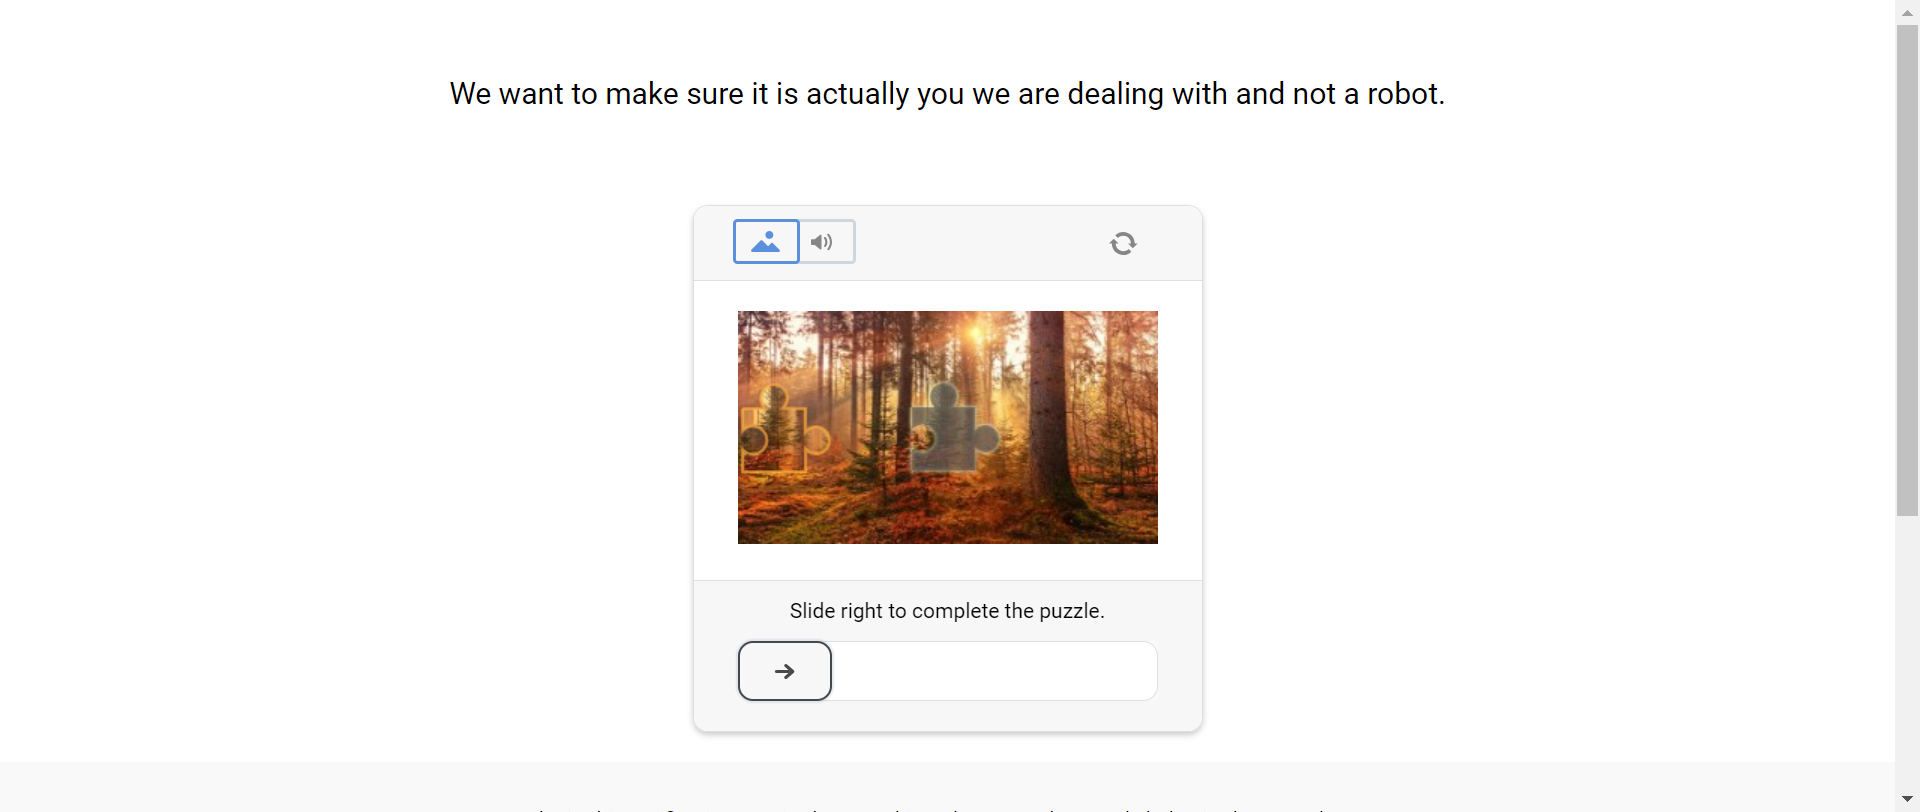 We want to make sure it is actually you we are dealing with and not a robot.
Slide right to complete the puzzle.